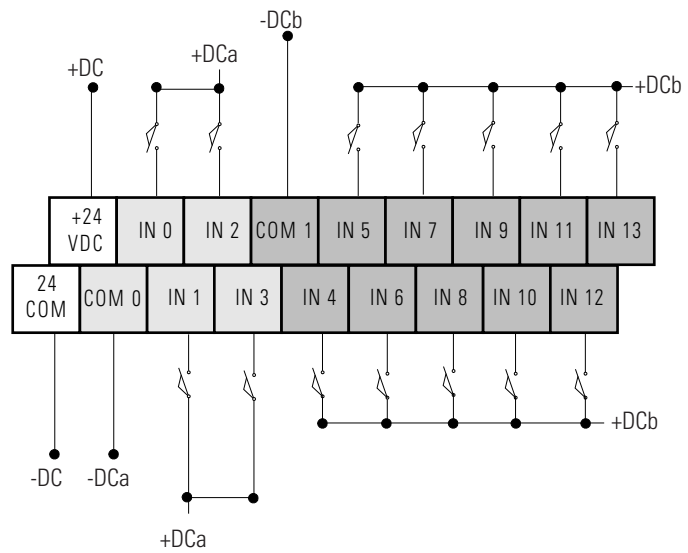 -DCb
+DC
+DCa
+DCb
+24 VDC
IN 0
IN 2
COM 1
IN 5
IN 7
IN 9
IN 11
IN 13
24 COM
COM 0
IN 1
IN 3
IN 4
IN 6
IN 8
IN 10
IN 12
+DCb
-DC
-DCa
+DCa